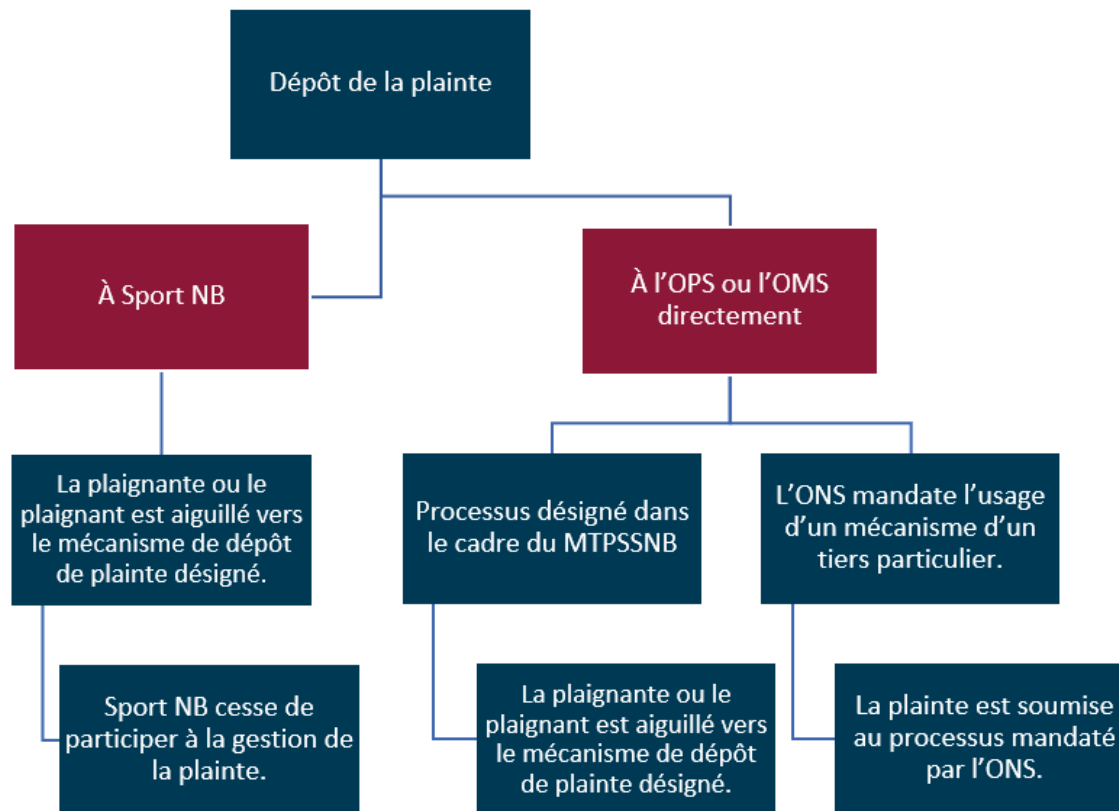 Dépôt de la plainte
À Sport NB
À l’OPS ou l’OMS
directement
La plaignante ou le
plaignant est aiguillé vers
le mécanisme de dépôt
de plainte désigné.
Processus désigné dans
le cadre du MTPSSNB
L’ONS mandate l’usage
d’un mécanisme d’un
tiers particulier.
Sport NB cesse de
participer à la gestion de
la plainte.
La plaignante ou le
plaignant est aiguillé vers
le mécanisme de dépôt
de plainte désigné.
La plainte est soumise
au processus mandaté
par l’ONS.